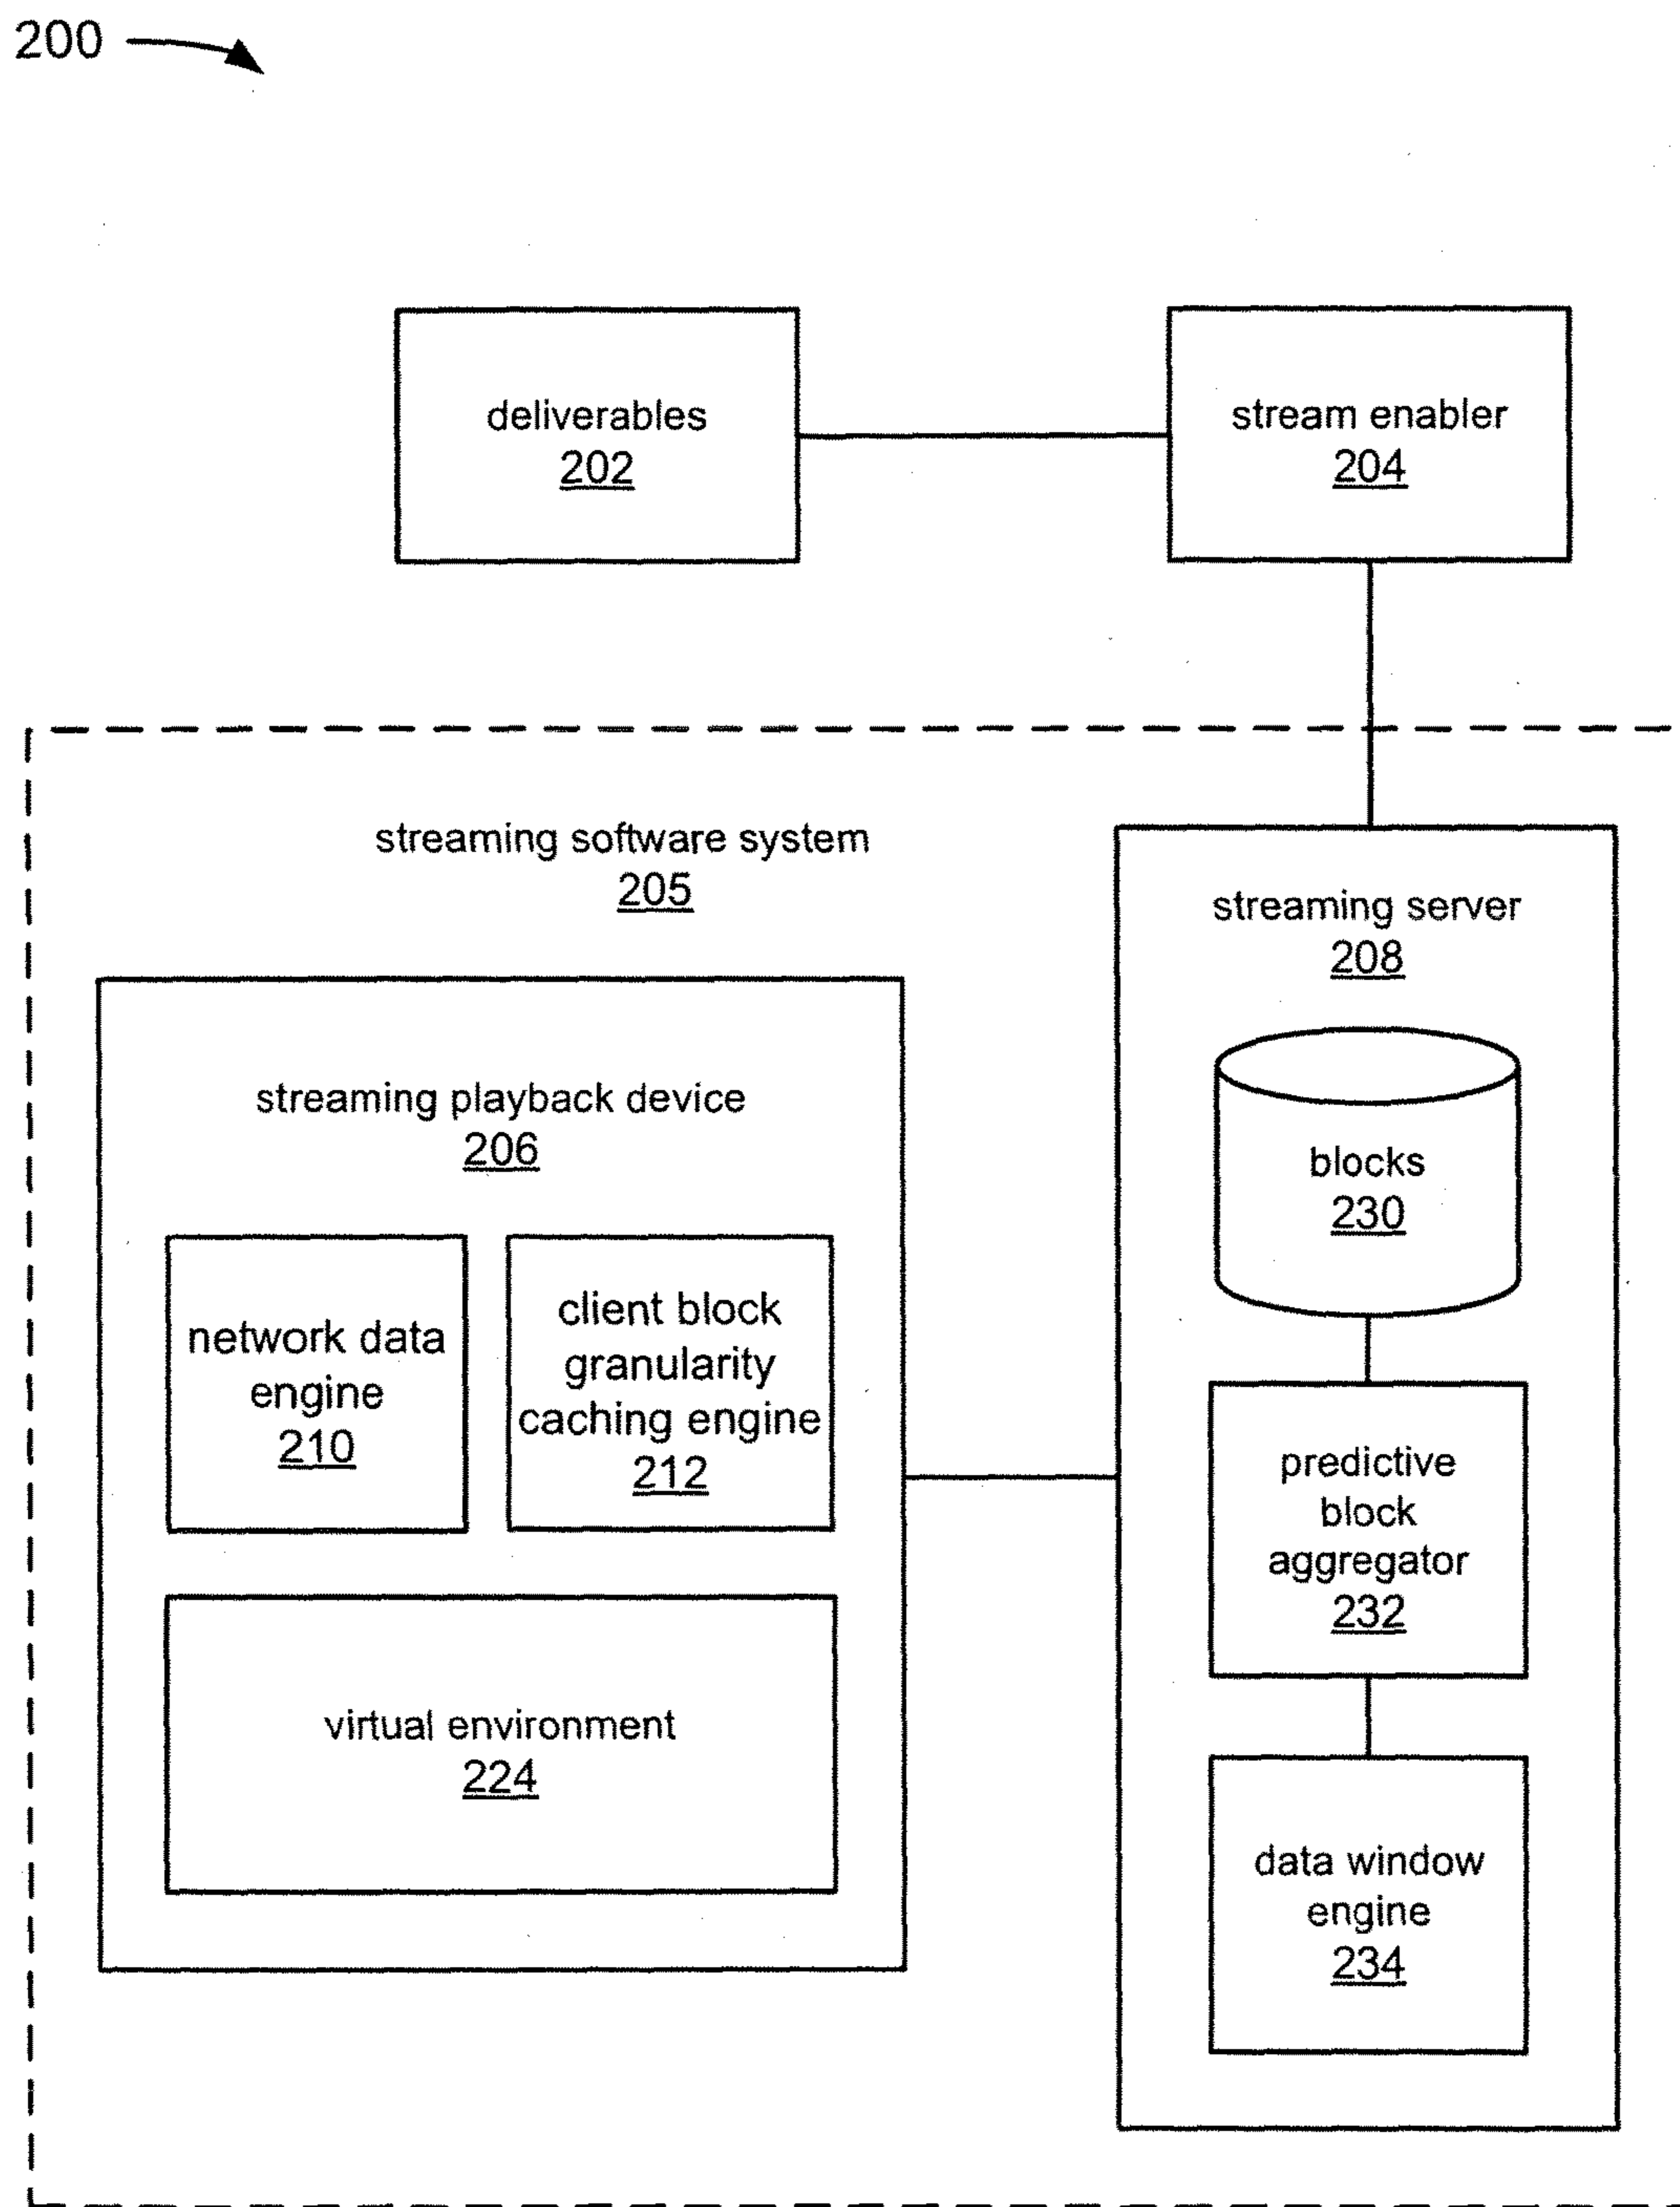 200
deliverables
202
stream enabler
204
streaming software system
205
streaming server
208
streaming playback device
206
blocks
230
network data
engine
210
client block
granularity
caching engine
212
predictive
block
aggregator
232
virtual environment
224
data window
engine
234